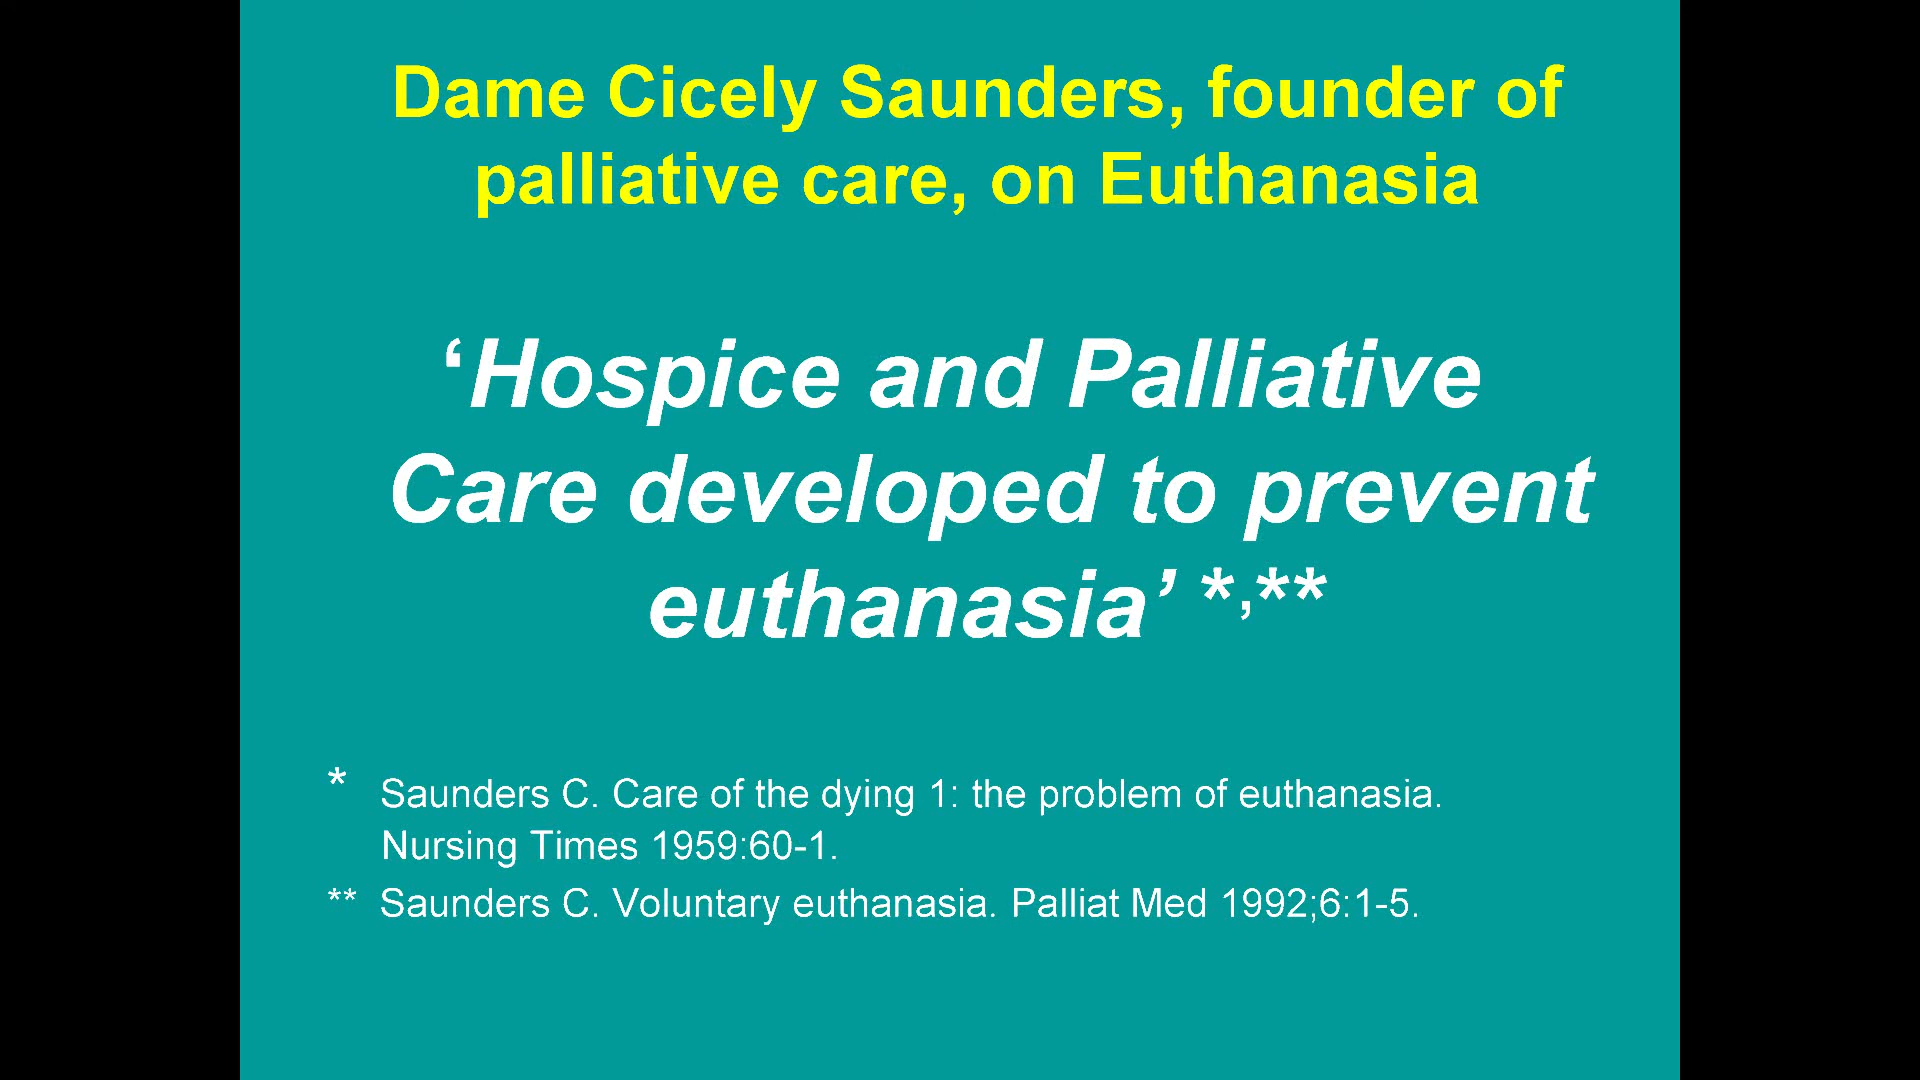 Dame Cicely Saunders, founder of
palliative care, on Euthanasia
‘Hospice and Palliative
Care developed to prevent
euthanasia’ *,**
* Saunders C. Care of the dying 1: the problem of euthanasia.
Nursing Times 1959:60-1.
** Saunders C. Voluntary euthanasia. Palliat Med 1992;6:1-5.